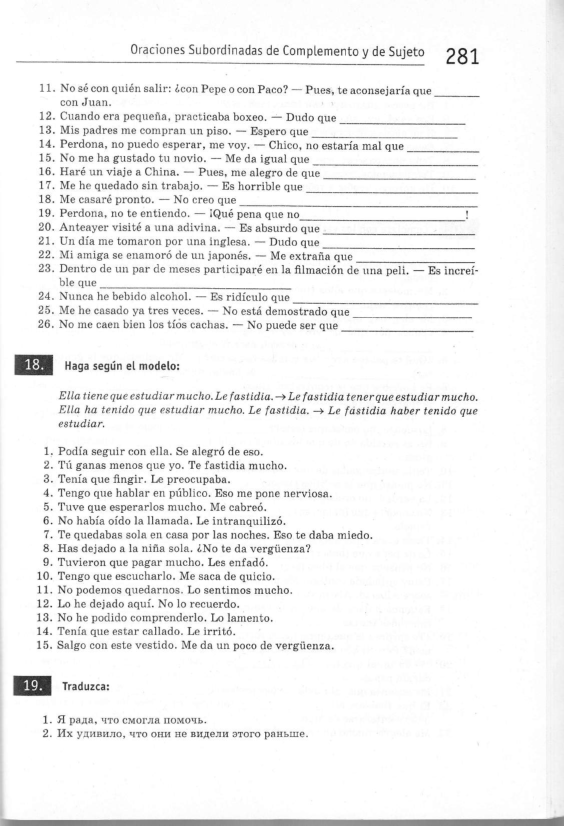 Oraciones Subordinadas de Complemento y de Sujeto 281
11. No sé con quién salir: ¿con Pepe o con Paco? — Pues, te aconsejaría que ________
con Juan.
12. Cuando era pequeña, practicaba boxeo. — Dudo que ________
13. Mis padres me compran un piso. — Espero que ________
14. Perdona, no puedo esperar, me voy. — Chico, no estaría mal que ________
15. No me ha gustado tu novio. — Me da igual que ________
16. Haré un viaje a China. — Pues, me alegro de que ________
17. Me he quedado sin trabajo. — Es horrible que ________
18. Me casaré pronto. — No creo que ________
19. Perdona, no te entiendo. — ¡Qué pena que no________!
20. Anteayer visité a una adivina. — Es absurdo que ________
21. Un día me tomaron por una inglesa. — Dudo que ________
22. Mi amiga se enamoró de un japonés. — Me extraña que ________
23. Dentro de un par de meses participaré en la filmación de una peli. — Es increí-
ble que ________
24. Nunca he bebido alcohol. — Es ridículo que ________
25. Me he casado ya tres veces. — No está demostrado que ________
26. No me caen bien los tíos cachas. — No puede ser que ________
18. Haga según el modelo:
Ella tiene que estudiar mucho. Le fastidia. → Le fastidia tener que estudiar mucho.
Ella ha tenido que estudiar mucho. Le fastidia. → Le fastidia haber tenido que
estudiar.
1. Podía seguir con ella. Se alegró de eso.
2. Tú ganas menos que yo. Te fastidia mucho.
3. Tenía que fingir. Le preocupaba.
4. Tengo que hablar en público. Eso me pone nerviosa.
5. Tuve que esperarlos mucho. Me cabreó.
6. No había oído la llamada. Le intranquilizó.
7. Te quedabas sola en casa por las noches. Eso te daba miedo.
8. Has dejado a la niña sola. ¿No te da vergüenza?
9. Tuvieron que pagar mucho. Les enfadó.
10. Tengo que escucharlo. Me saca de quicio.
11. No podemos quedarnos. Lo sentimos mucho.
12. Lo he dejado aquí. No lo recuerdo.
13. No he podido comprenderlo. Lo lamento.
14. Tenía que estar callado. Le irritó.
15. Salgo con este vestido. Me da un poco de vergüenza.
19. Traduzca:
1. Я рада, что смогла помочь.
2. Их удивило, что они не видели этого раньше.